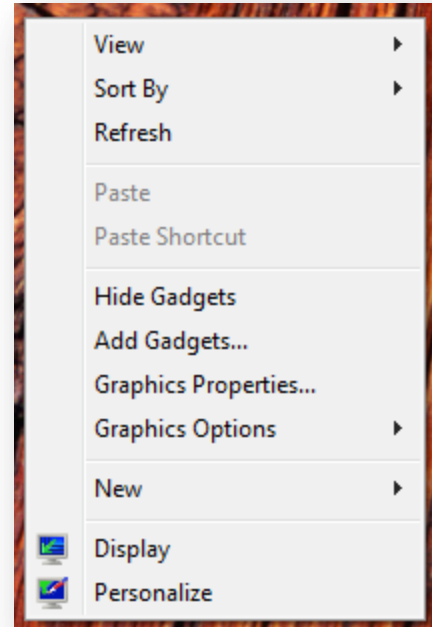 View
Sort By
Refresh
Paste
Paste Shortcut
Hide Gadgets
Add Gadgets...
Graphics Properties...
Graphics Options
New
Display
Personalize